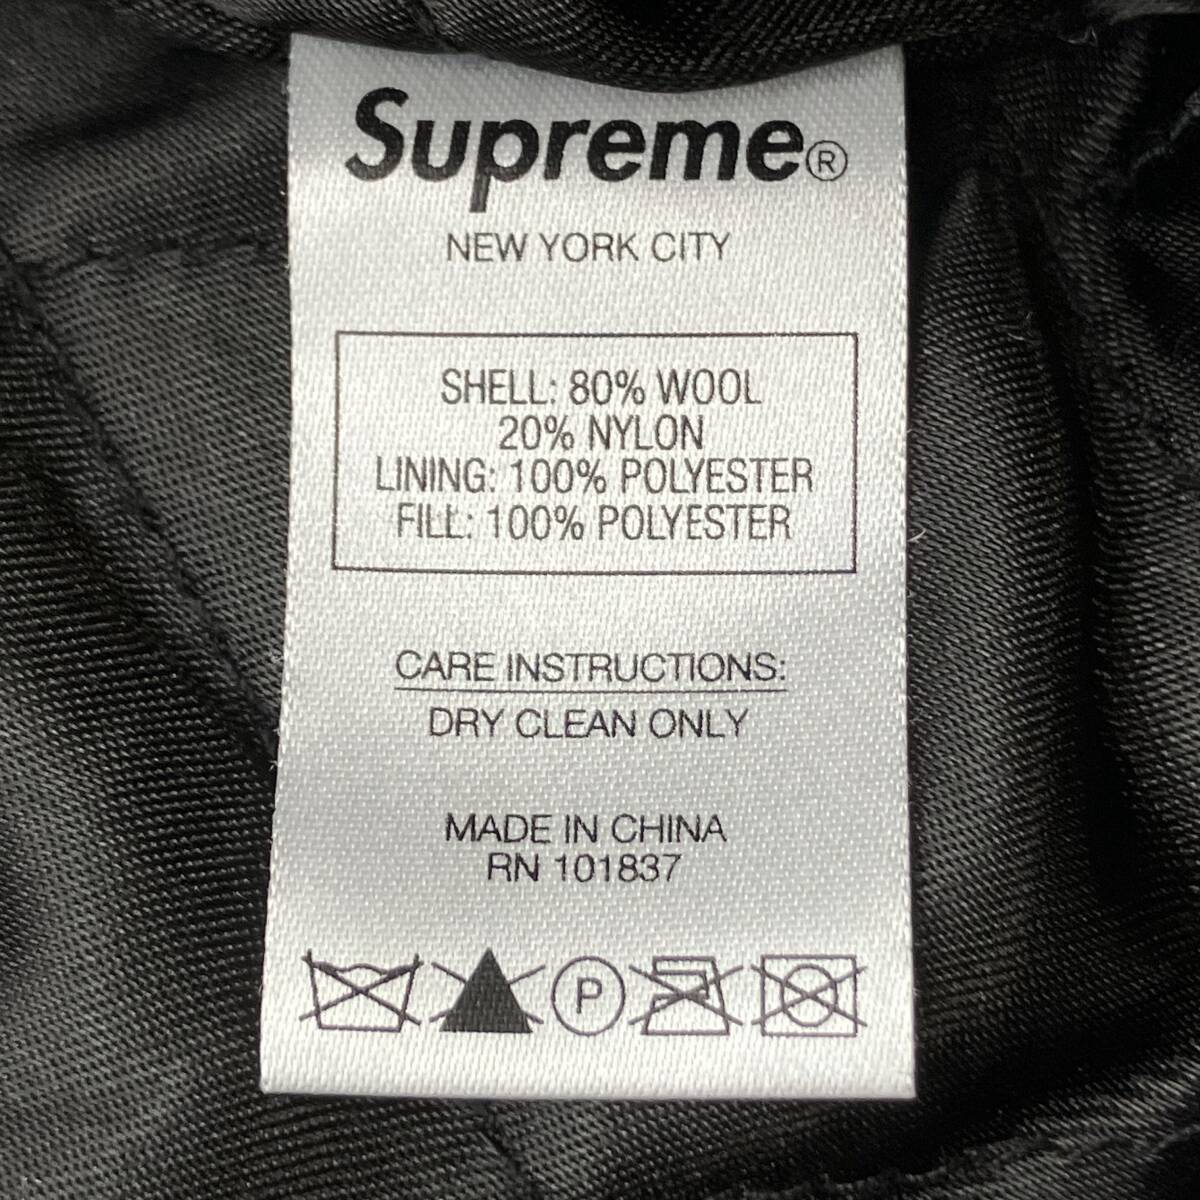 Supreme®
NEW YORK CITY
SHELL: 80% WOOL
20% NYLON
LINING: 100% POLYESTER
FILL: 100% POLYESTER
CARE INSTRUCTIONS:
DRY CLEAN ONLY
MADE IN CHINA
RN 101837
P